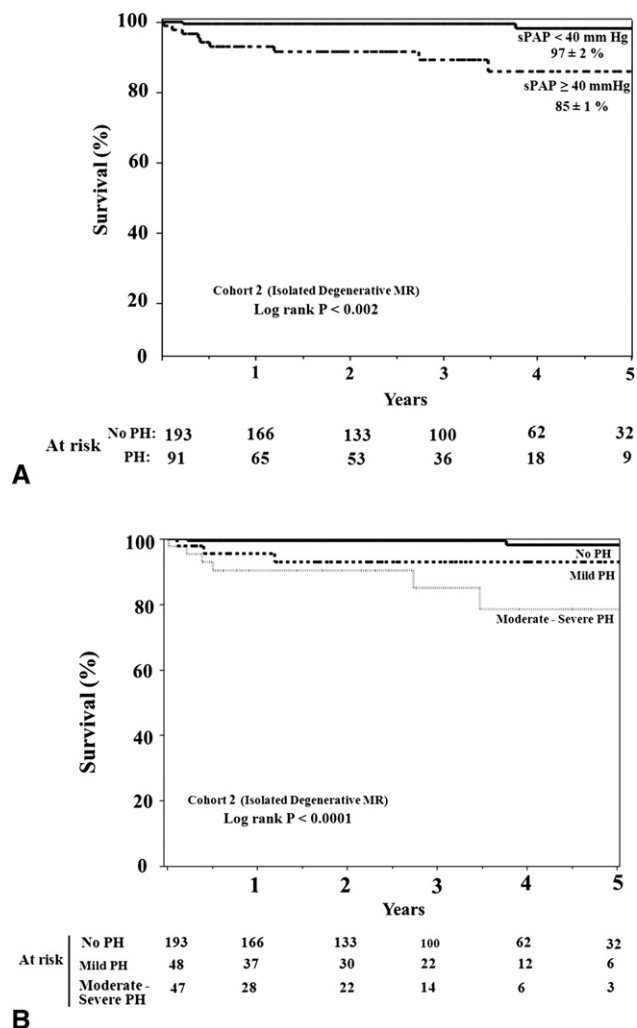 100
80
60
40
20
0
Survival (%)
sPAP < 40 mm Hg
97 ± 2 %
sPAP ≥ 40 mmHg
85 ± 1 %
Cohort 2 (Isolated Degenerative MR)
Log rank P < 0.002
1 2 3 4 5
Years
At risk
No PH: 193 166 133 100 62 32
PH: 91 65 53 36 18 9
A
100
80
60
40
20
0
Survival (%)
No PH
Mild PH
Moderate - Severe PH
Cohort 2 (Isolated Degenerative MR)
Log rank P < 0.0001
1 2 3 4 5
Years
At risk
No PH 193 166 133 100 62 32
Mild PH 48 37 30 22 12 6
Moderate - 47 28 22 14 6 3
Severe PH
B